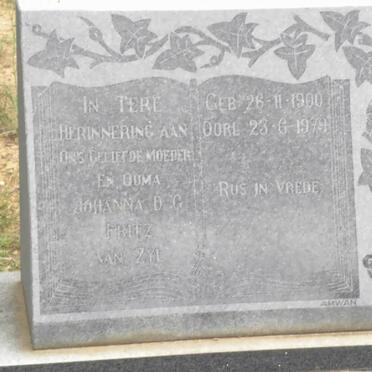 In Tere
Herinnering aan
Ons Geliefde Moeder
En Ouma
Johanna D. G.
Fritz
van Zyl
Geb. 26-11-1900
Oorl. 23-6-1979
Rus in Vrede
AMWAN